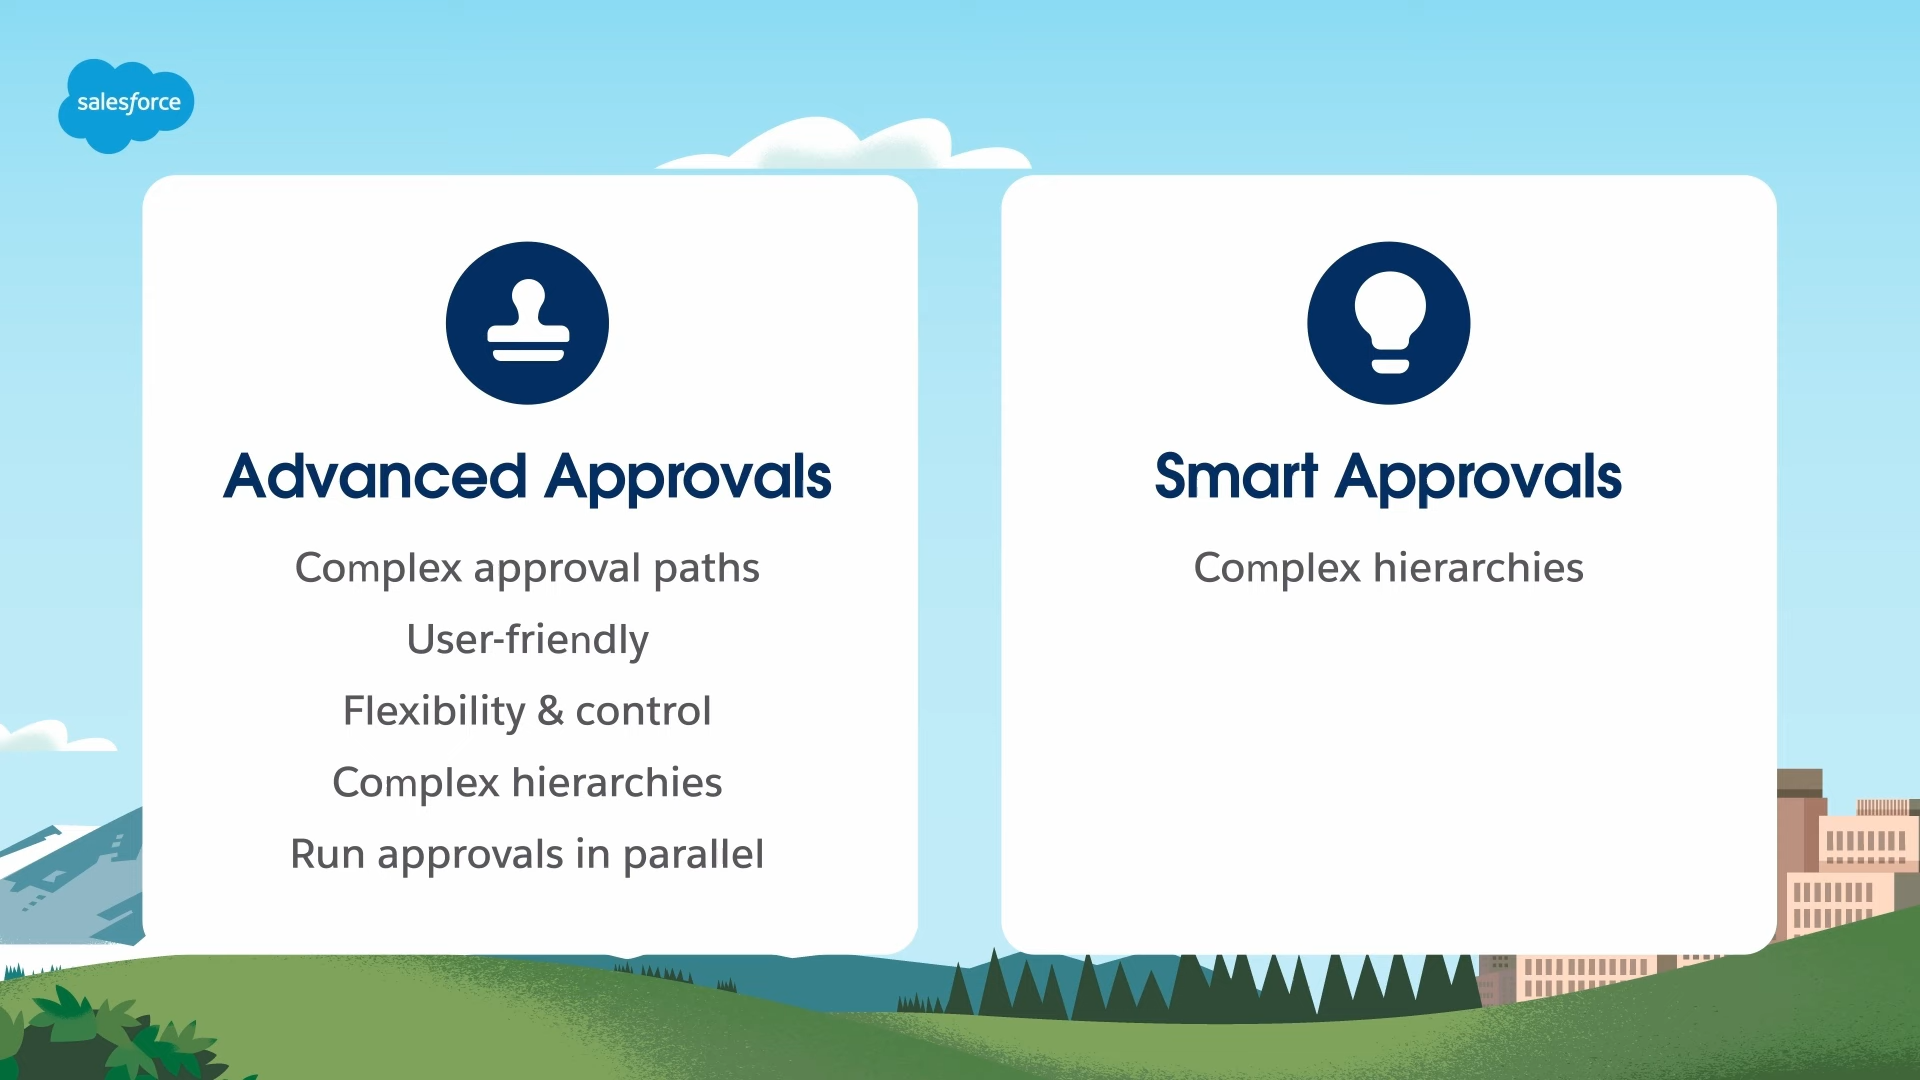 salesforce
Advanced Approvals
Complex approval paths
User-friendly
Flexibility & control
Complex hierarchies
Run approvals in parallel
Smart Approvals
Complex hierarchies